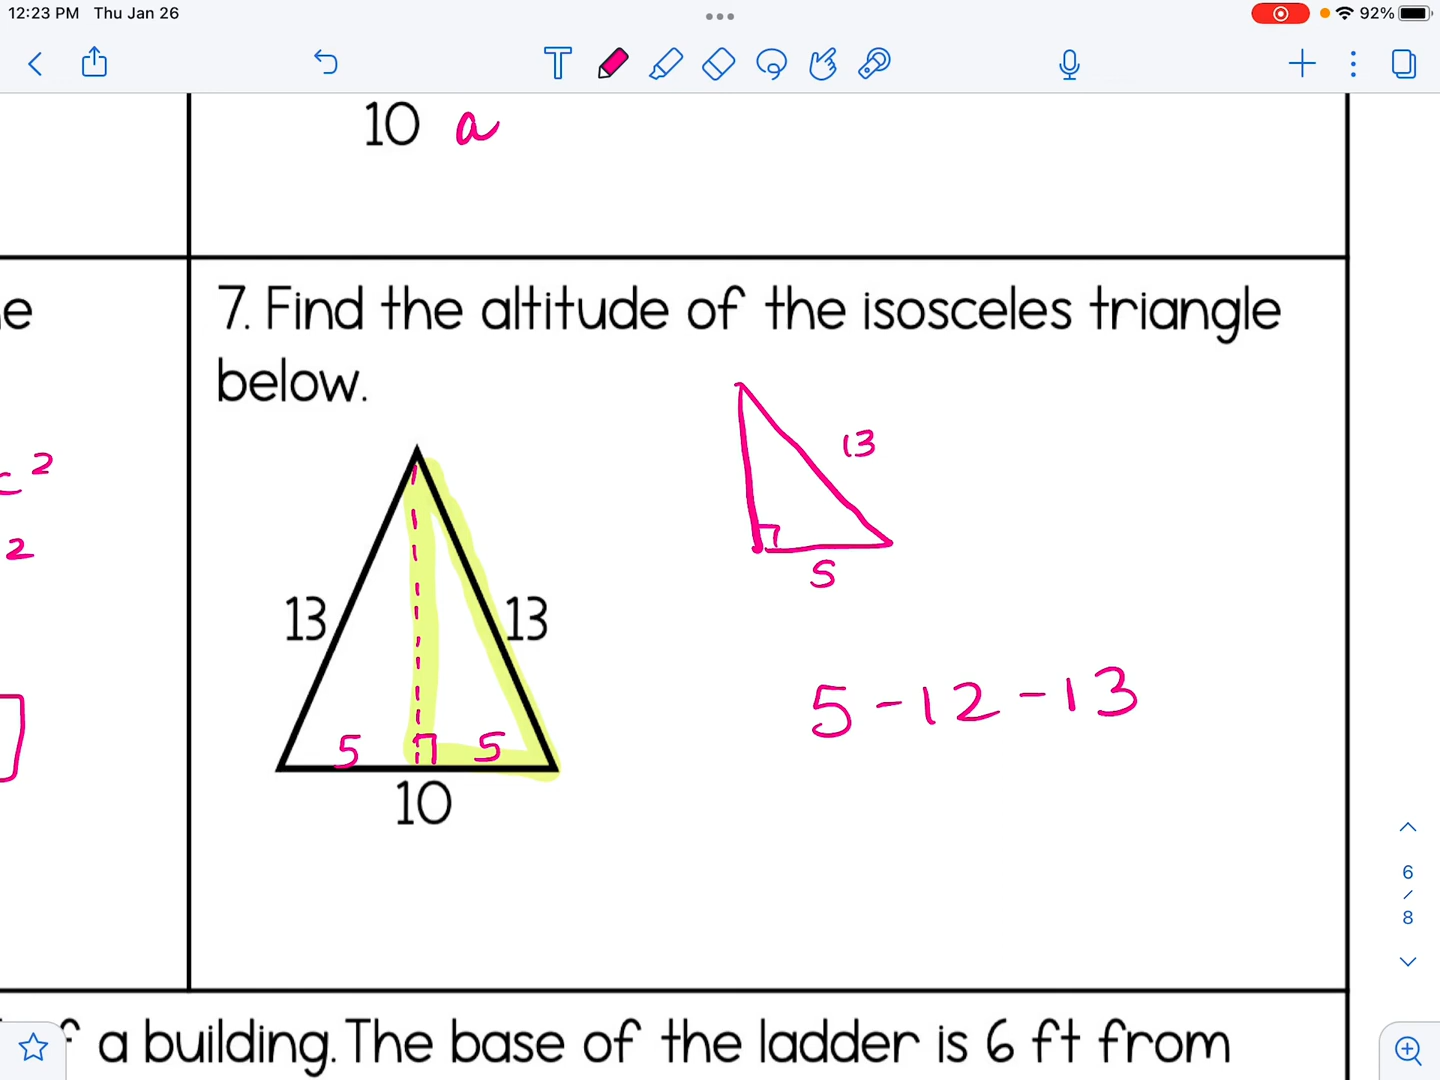 12:23 PM Thu Jan 26
92%
10 a
e
7. Find the altitude of the isosceles triangle
below.
13
c²
2
13
13
5
5 - 12 - 13
5
5
10
6
/
8
f a building. The base of the ladder is 6 ft from